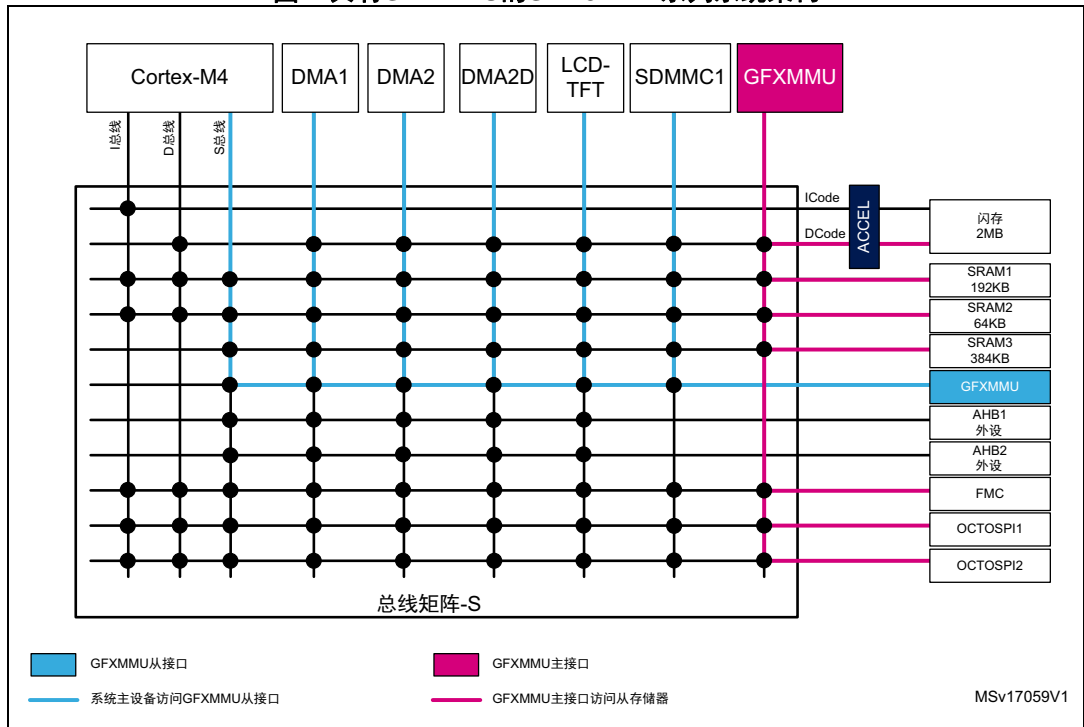 Cortex-M4
DMA1
DMA2
DMA2D
LCD-
TFT
SDMMC1
GFXMMU
I总线
D总线
S总线
ICode
DCode
ACCEL
闪存
2MB
SRAM1
192KB
SRAM2
64KB
SRAM3
384KB
GFXMMU
AHB1
外设
AHB2
外设
FMC
OCTOSPI1
OCTOSPI2
总线矩阵-S
GFXMMU从接口
GFXMMU主接口
系统主设备访问GFXMMU从接口
GFXMMU主接口访问从存储器
MSv17059V1